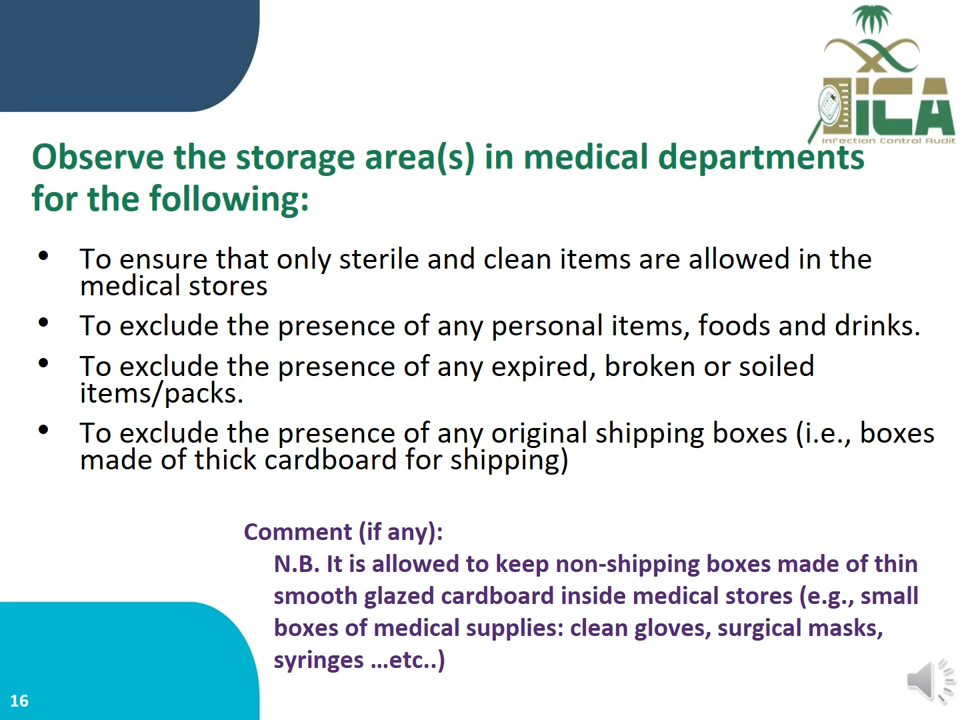 iCA
Infection Control Audit
Observe the storage area(s) in medical departments
for the following:
• To ensure that only sterile and clean items are allowed in the
medical stores
• To exclude the presence of any personal items, foods and drinks.
• To exclude the presence of any expired, broken or soiled
items/packs.
• To exclude the presence of any original shipping boxes (i.e., boxes
made of thick cardboard for shipping)
Comment (if any):
N.B. It is allowed to keep non-shipping boxes made of thin
smooth glazed cardboard inside medical stores (e.g., small
boxes of medical supplies: clean gloves, surgical masks,
syringes …etc..)
16